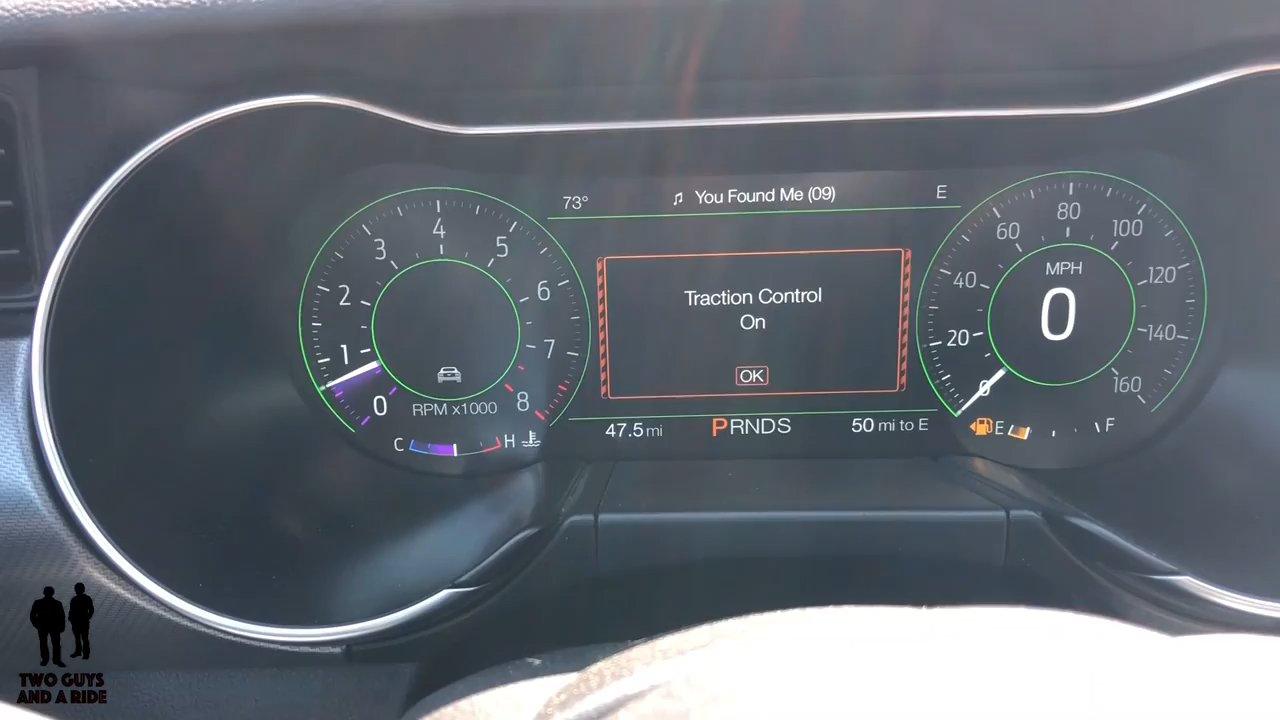 73°
You Found Me (09)
E
Traction Control
On
OK
47.5 mi
PRNDS
50 mi to E
0
1
2
3
4
5
6
7
8
RPM x1000
C
H
MPH
0
0
20
40
60
80
100
120
140
160
E
F
TWO GUYS
AND A RIDE